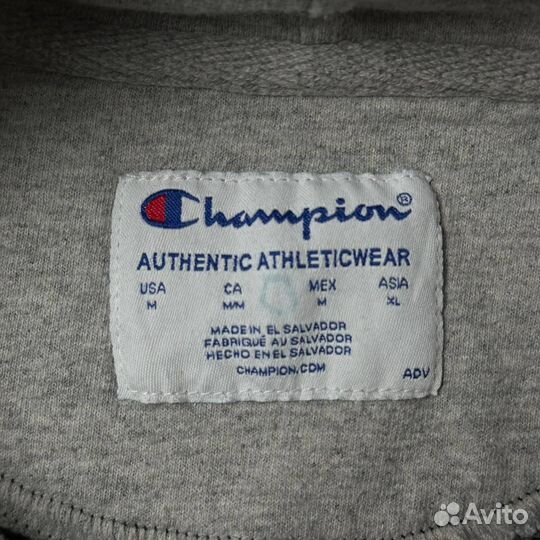 Champion®
AUTHENTIC ATHLETICWEAR
USA CA MEX ASIA
M M/M M XL
MADE IN EL SALVADOR
FABRIQUÉ AU SALVADOR
HECHO EN EL SALVADOR
CHAMPION.COM
ADV
Avito